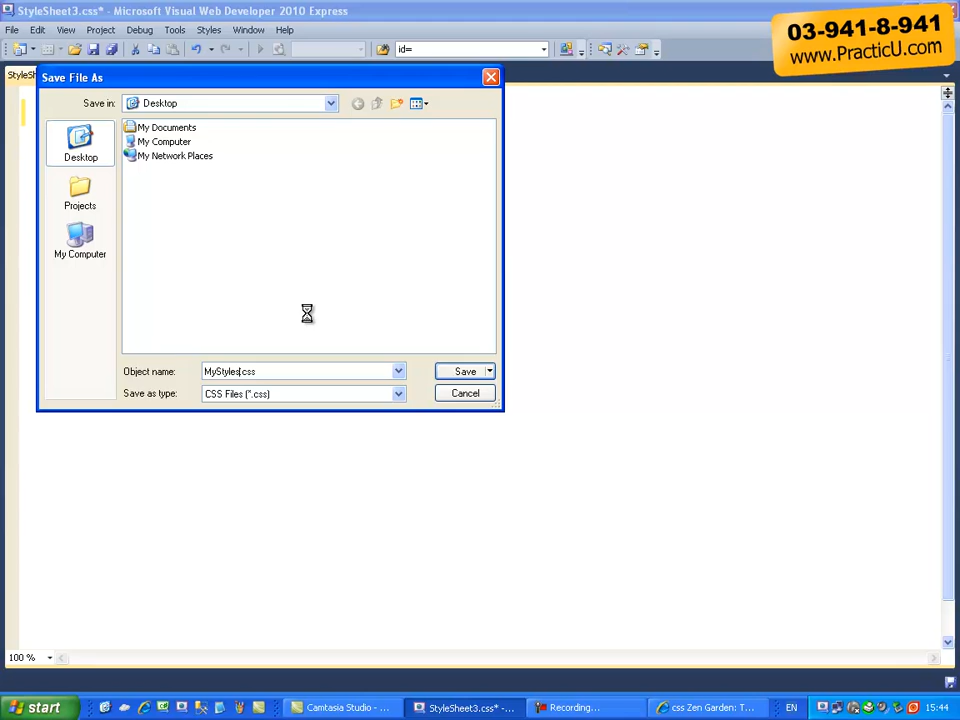 StyleSheet3.css* - Microsoft Visual Web Developer 2010 Express
03-941-8-941
www.PracticU.com
File Edit View Project Debug Tools Styles Window Help
id=
StyleSh
Save File As
Save in: Desktop
My Documents
My Computer
My Network Places
Desktop
Projects
My Computer
Object name: MyStyles.css Save
Save as type: CSS Files (*.css) Cancel
100 %
start Camtasia Studio - ... StyleSheet3.css* -... Recording... css Zen Garden: T... EN 15:44